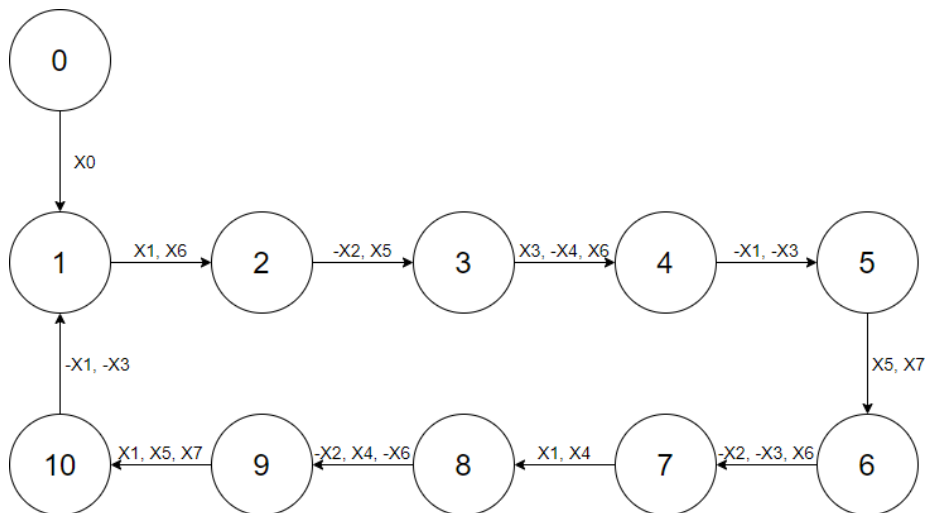 0
X0
1
X1, X6
2
-X2, X5
3
X3, -X4, X6
4
-X1, -X3
5
X5, X7
-X1, -X3
10
X1, X5, X7
9
-X2, X4, -X6
8
X1, X4
7
-X2, -X3, X6
6